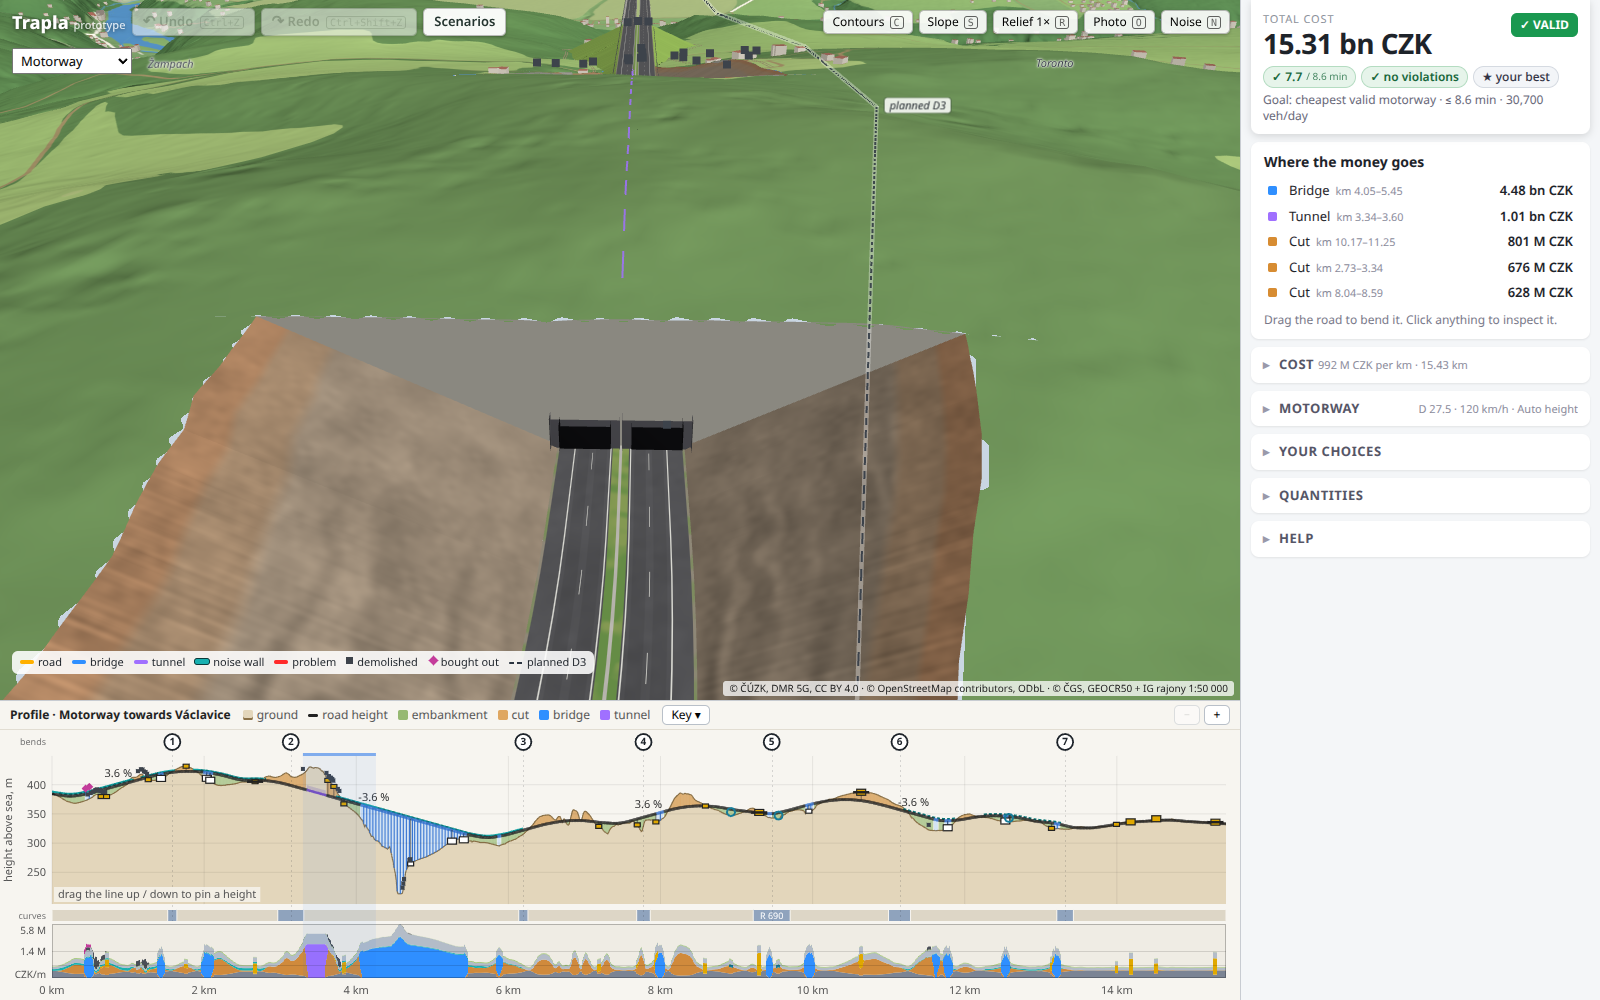 Trapla prototype
↶ Undo Ctrl+Z
↷ Redo Ctrl+Shift+Z
Scenarios
Contours C
Slope S
Relief 1× R
Photo O
Noise N
Motorway
Žampach
Toronto
planned D3
road
bridge
tunnel
noise wall
problem
demolished
bought out
planned D3
© ČÚZK, DMR 5G, CC BY 4.0 · © OpenStreetMap contributors, ODbL · © ČGS, GEOCR50 + IG rajony 1:50 000
TOTAL COST
15.31 bn CZK
✓ VALID
✓ 7.7 / 8.6 min
✓ no violations
★ your best
Goal: cheapest valid motorway · ≤ 8.6 min · 30,700
veh/day
Where the money goes
Bridge km 4.05–5.45 4.48 bn CZK
Tunnel km 3.34–3.60 1.01 bn CZK
Cut km 10.17–11.25 801 M CZK
Cut km 2.73–3.34 676 M CZK
Cut km 8.04–8.59 628 M CZK
Drag the road to bend it. Click anything to inspect it.
▶ COST 992 M CZK per km · 15.43 km
▶ MOTORWAY D 27.5 · 120 km/h · Auto height
▶ YOUR CHOICES
▶ QUANTITIES
▶ HELP
Profile · Motorway towards Václavice
ground
road height
embankment
cut
bridge
tunnel
Key ▾
−
+
bends
1 2 3 4 5 6 7
height above sea, m
400
350
300
250
3.6 %
-3.6 %
3.6 %
-3.6 %
drag the line up / down to pin a height
curves
R 690
5.8 M
1.4 M
CZK/m
0 km 2 km 4 km 6 km 8 km 10 km 12 km 14 km